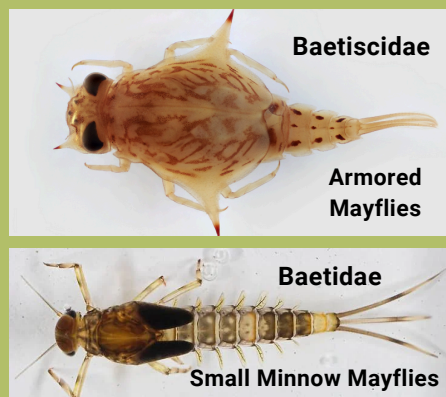 Baetiscidae
Armored
Mayflies
Baetidae
Small Minnow Mayflies